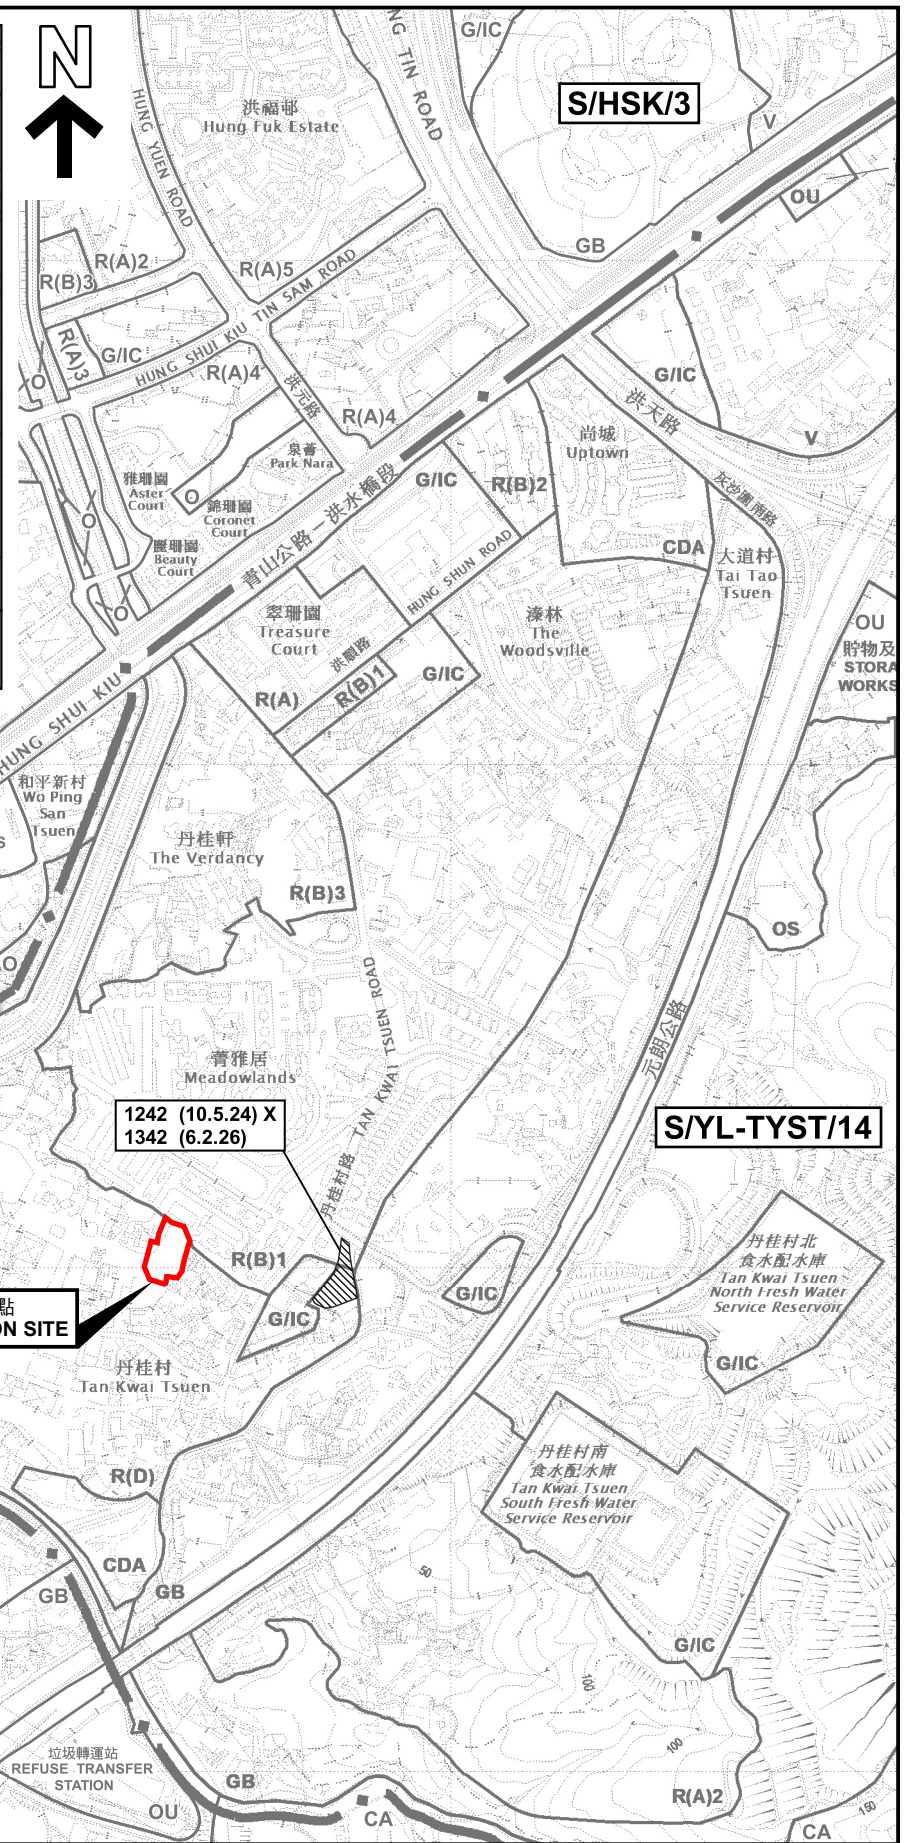 N
G/IC
S/HSK/3
NG TIN ROAD
HUNG YUEN ROAD
洪福邨
Hung Fuk Estate
V
OU
GB
R(A)2
R(B)3
R(A)5
HUNG SHUI KIU TIN SAM ROAD
R(A)3
G/IC
R(A)4
洪元路
R(A)4
O
G/IC
洪天路
V
尚城
Uptown
泉薈
Park Nara
雅珊園
Aster
Court
O
錦珊園
Coronet
Court
麗珊園
Beauty
Court
O
O
青山公路－洪水橋段
G/IC
R(B)2
灰沙圍南路
CDA
大道村
Tai Tao
Tsuen
HUNG SHUN ROAD
翠珊園
Treasure
Court
洪順路
溱林
The
Woodsville
OU
貯物及
STORA
WORKS
R(A)
R(B)1
G/IC
HUNG SHUI KIU
和平新村
Wo Ping
San
Tsuen
S
丹桂軒
The Verdancy
R(B)3
OS
O
TAN KWAI TSUEN ROAD
丹桂村路
元朗公路
菁雅居
Meadowlands
1242 (10.5.24) X
1342 (6.2.26)
S/YL-TYST/14
R(B)1
G/IC
G/IC
點
ON SITE
丹桂村北
食水配水庫
Tan Kwai Tsuen
North Fresh Water
Service Reservoir
G/IC
丹桂村
Tan Kwai Tsuen
R(D)
丹桂村南
食水配水庫
Tan Kwai Tsuen
South Fresh Water
Service Reservoir
CDA
GB
GB
50
G/IC
100
100
垃圾轉運站
REFUSE TRANSFER
STATION
GB
OU
CA
R(A)2
150
CA